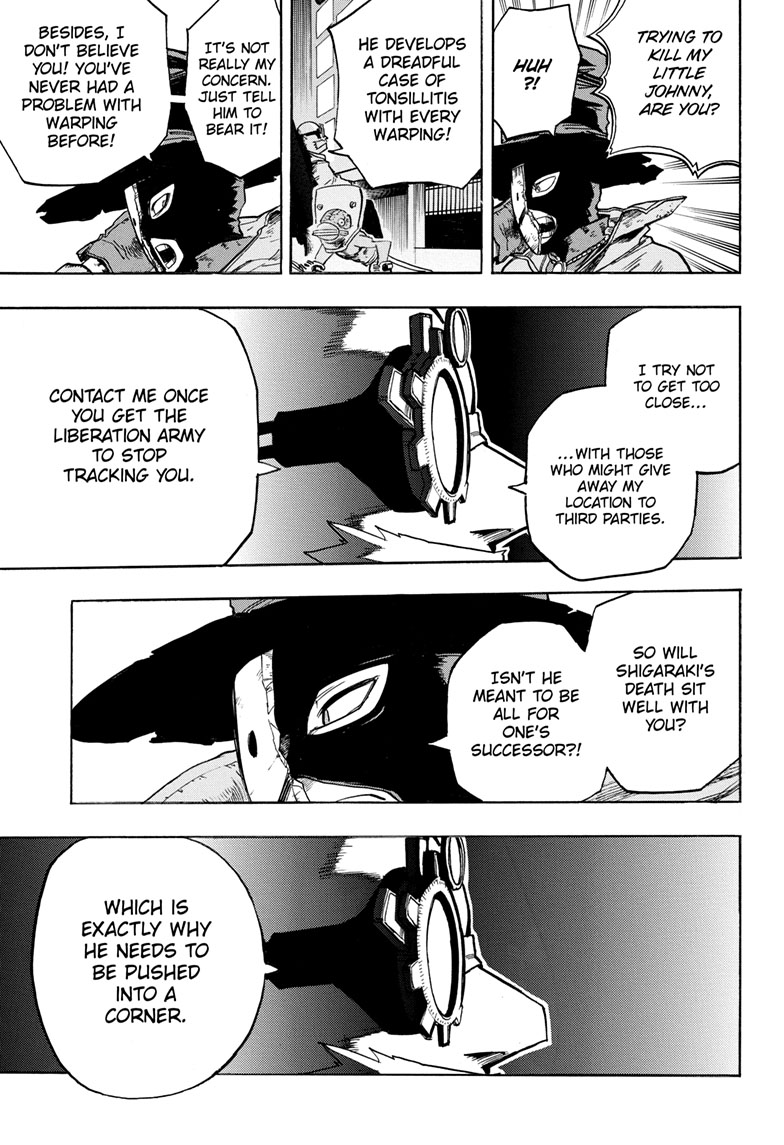 TRYING TO
KILL MY
LITTLE
JOHNNY,
ARE YOU?
HUH
?!
HE DEVELOPS
A DREADFUL
CASE OF
TONSILLITIS
WITH EVERY
WARPING!
IT'S NOT
REALLY MY
CONCERN.
JUST TELL
HIM TO
BEAR IT!
BESIDES, I
DON'T BELIEVE
YOU! YOU'VE
NEVER HAD A
PROBLEM WITH
WARPING
BEFORE!
I TRY NOT
TO GET TOO
CLOSE...
...WITH THOSE
WHO MIGHT GIVE
AWAY MY
LOCATION TO
THIRD PARTIES.
CONTACT ME ONCE
YOU GET THE
LIBERATION ARMY
TO STOP
TRACKING YOU.
SO WILL
SHIGARAKI'S
DEATH SIT
WELL WITH
YOU?
ISN'T HE
MEANT TO BE
ALL FOR
ONE'S
SUCCESSOR?!
WHICH IS
EXACTLY WHY
HE NEEDS TO
BE PUSHED
INTO A
CORNER.